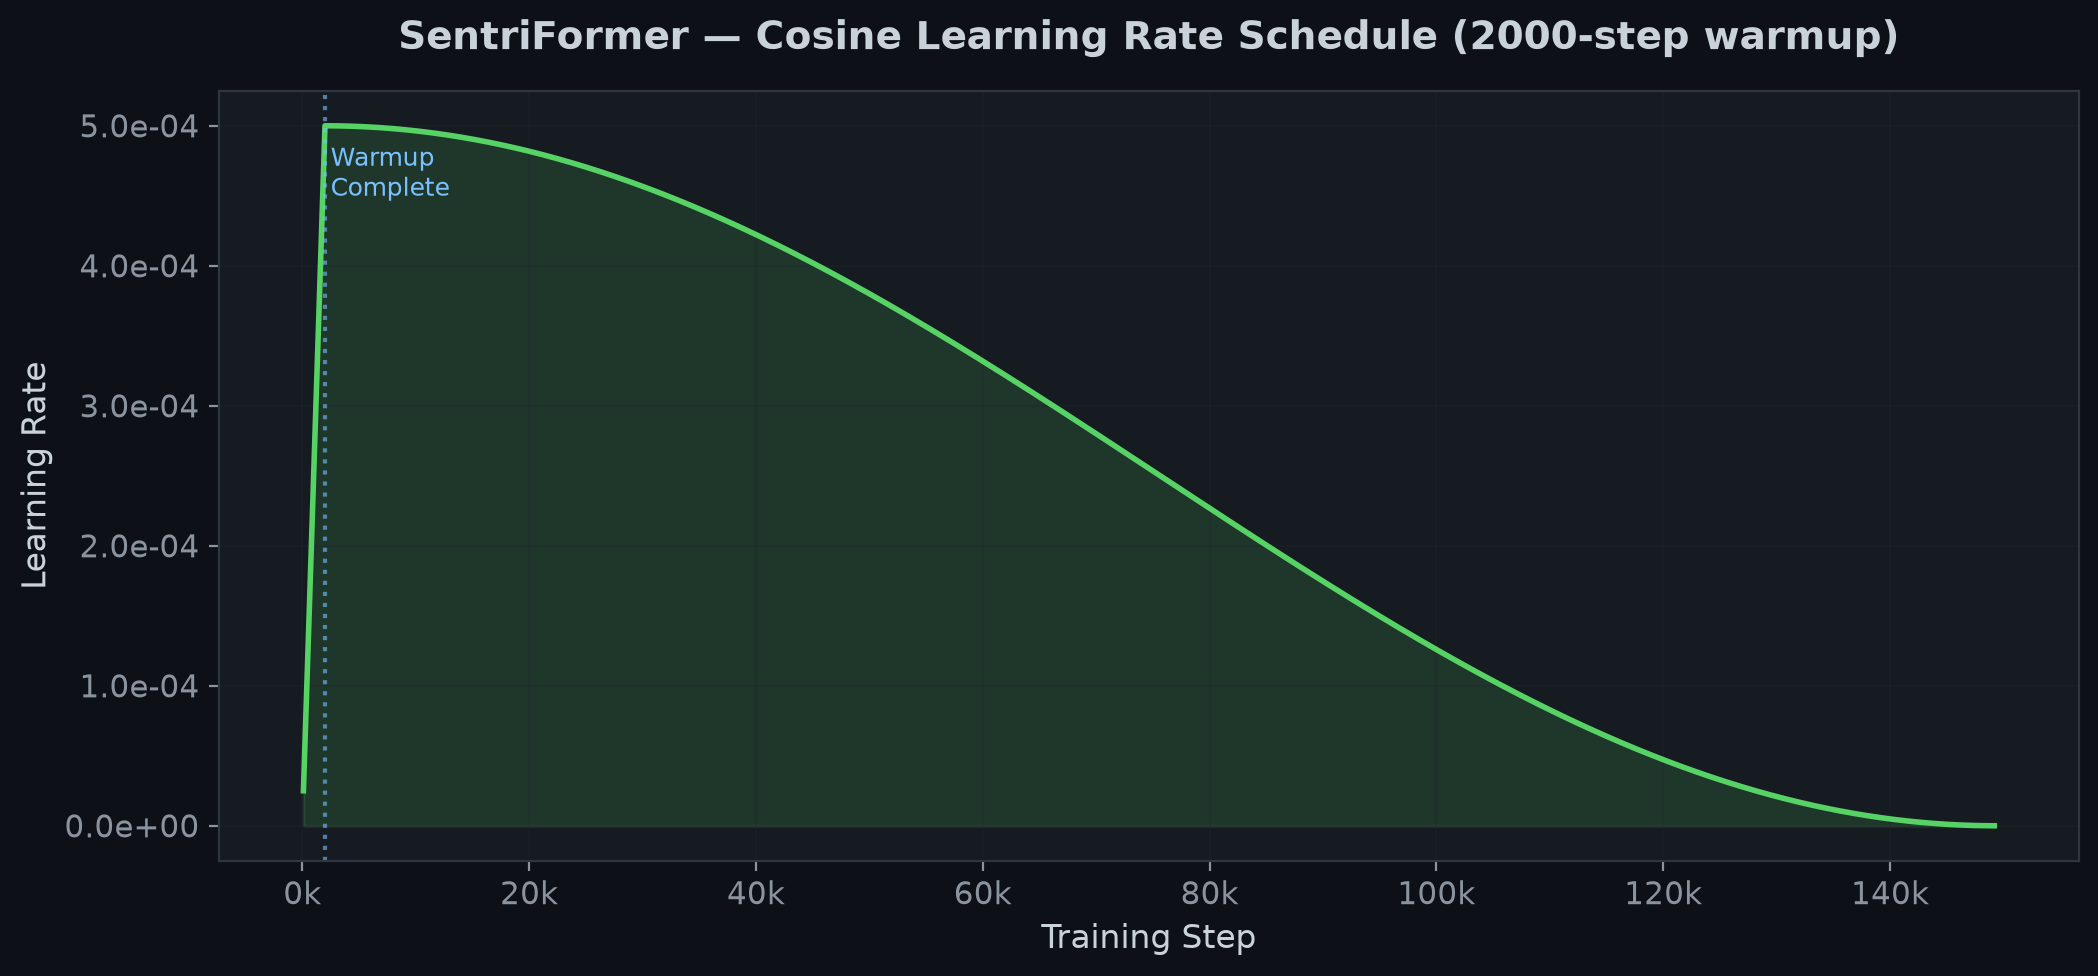 SentriFormer — Cosine Learning Rate Schedule (2000-step warmup)
5.0e-04
4.0e-04
3.0e-04
2.0e-04
1.0e-04
0.0e+00
Learning Rate
Warmup
Complete
0k 20k 40k 60k 80k 100k 120k 140k
Training Step